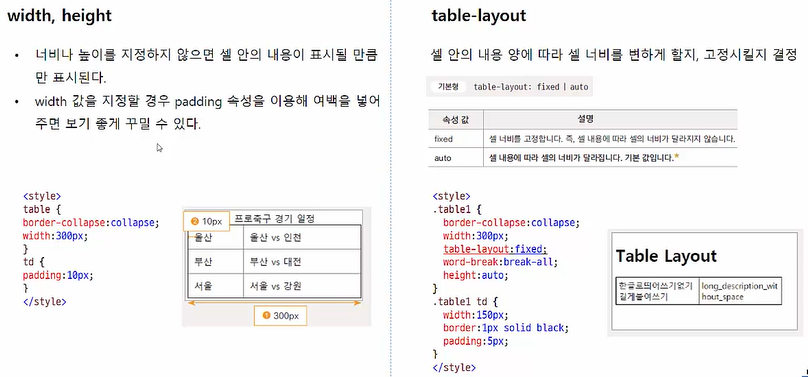 width, height
• 너비나 높이를 지정하지 않으면 셀 안의 내용이 표시될 만큼
만 표시된다.
• width 값을 지정할 경우 padding 속성을 이용해 여백을 넣어
주면 보기 좋게 꾸밀 수 있다.
<style>
table {
border-collapse:collapse;
width:300px;
}
td {
padding:10px;
}
</style>
프로축구 경기 일정
❷ 10px
울산 울산 vs 인천
부산 부산 vs 대전
서울 서울 vs 강원
❶ 300px
table-layout
셀 안의 내용 양에 따라 셀 너비를 변하게 할지, 고정시킬지 결정
기본형 table-layout: fixed | auto
속성 값 설명
fixed 셀 너비를 고정합니다. 즉, 셀 내용에 따라 셀의 너비가 달라지지 않습니다.
auto 셀 내용에 따라 셀의 너비가 달라집니다. 기본 값입니다.*
<style>
.table1 {
border-collapse:collapse;
width:300px;
table-layout:fixed;
word-break:break-all;
height:auto;
}
.table1 td {
width:150px;
border:1px solid black;
padding:5px;
}
</style>
Table Layout
한글로띄어쓰기없기 long_description_wit
길게붙여쓰기 hout_space